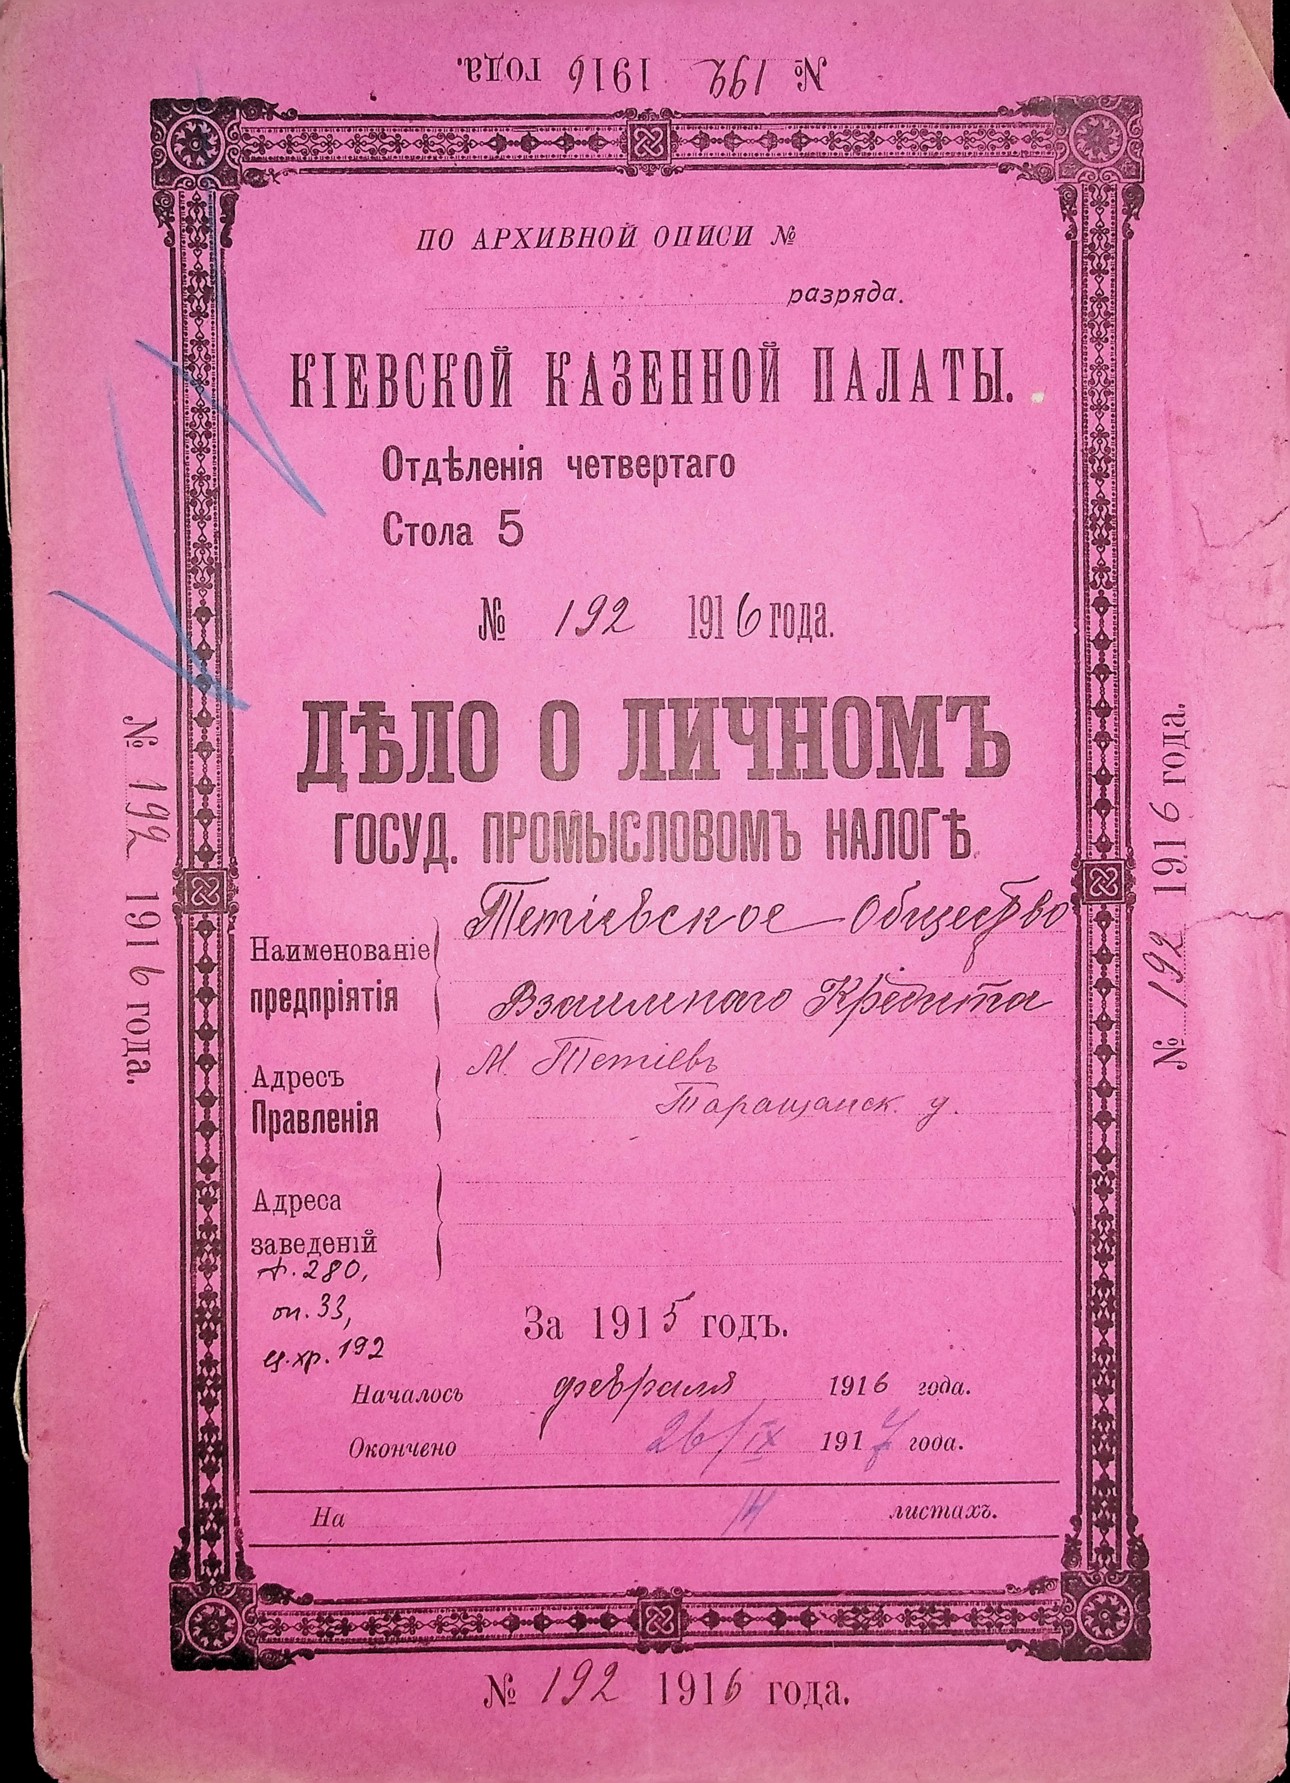 № 192 1916 года.
ПО АРХИВНОЙ ОПИСИ №
разряда.
КІЕВСКОЙ КАЗЕННОЙ ПАЛАТЫ.
Отдѣленія четвертаго
Стола 5
№ 192 1916 года.
ДѢЛО О ЛИЧНОМЪ
ГОСУД. ПРОМЫСЛОВОМЪ НАЛОГѢ
Наименованіе предпріятія
Тетіевское Общество
Взаимнаго Кредита
Адресъ Правленія
М. Тетіевъ
Таращанск. у.
Адреса
заведеній
ф. 280,
оп. 33,
ед. хр. 192
За 1915 годъ.
Началось февраля 1916 года.
Окончено 26/IX 1917 года.
На 14 листахъ.
№ 192 1916 года.
№ 192 1916 года.
№ 192 1916 года.